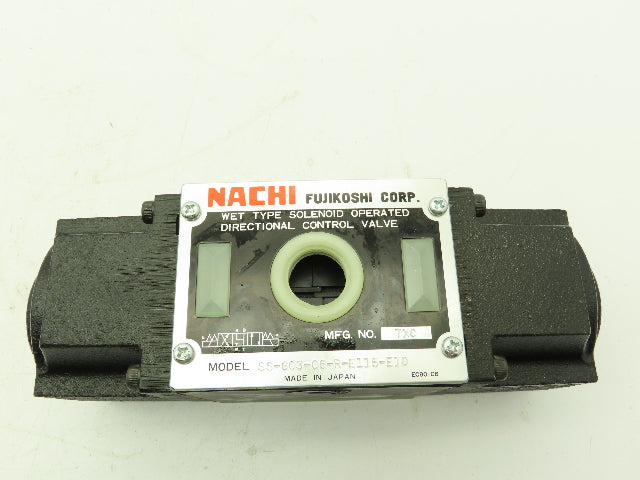 NACHI FUJIKOSHI CORP.
WET TYPE SOLENOID OPERATED
DIRECTIONAL CONTROL VALVE
MFG. NO. 7X0
MODEL SS-G03-C6-R-E115-E10
MADE IN JAPAN